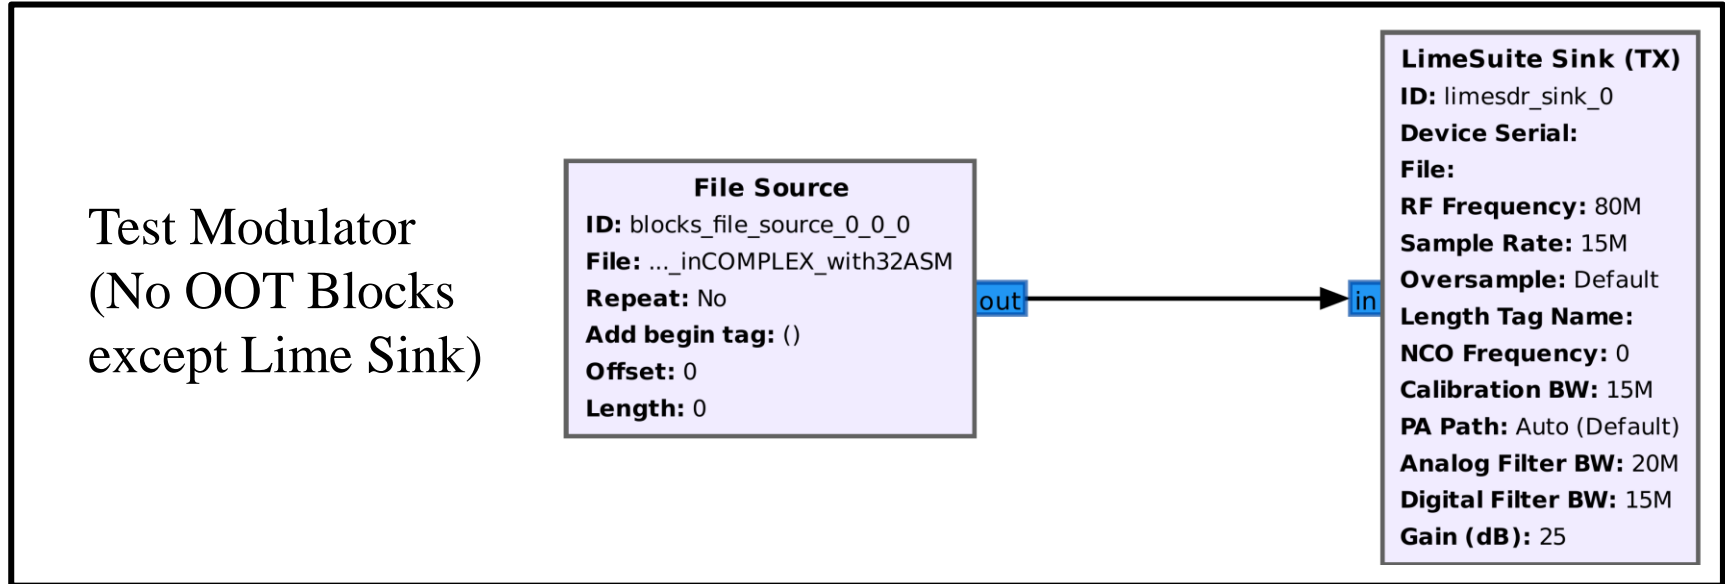 Test Modulator
(No OOT Blocks
except Lime Sink)
File Source
ID: blocks_file_source_0_0_0
File: ..._inCOMPLEX_with32ASM
Repeat: No
Add begin tag: ()
Offset: 0
Length: 0
out
in
LimeSuite Sink (TX)
ID: limesdr_sink_0
Device Serial:
File:
RF Frequency: 80M
Sample Rate: 15M
Oversample: Default
Length Tag Name:
NCO Frequency: 0
Calibration BW: 15M
PA Path: Auto (Default)
Analog Filter BW: 20M
Digital Filter BW: 15M
Gain (dB): 25